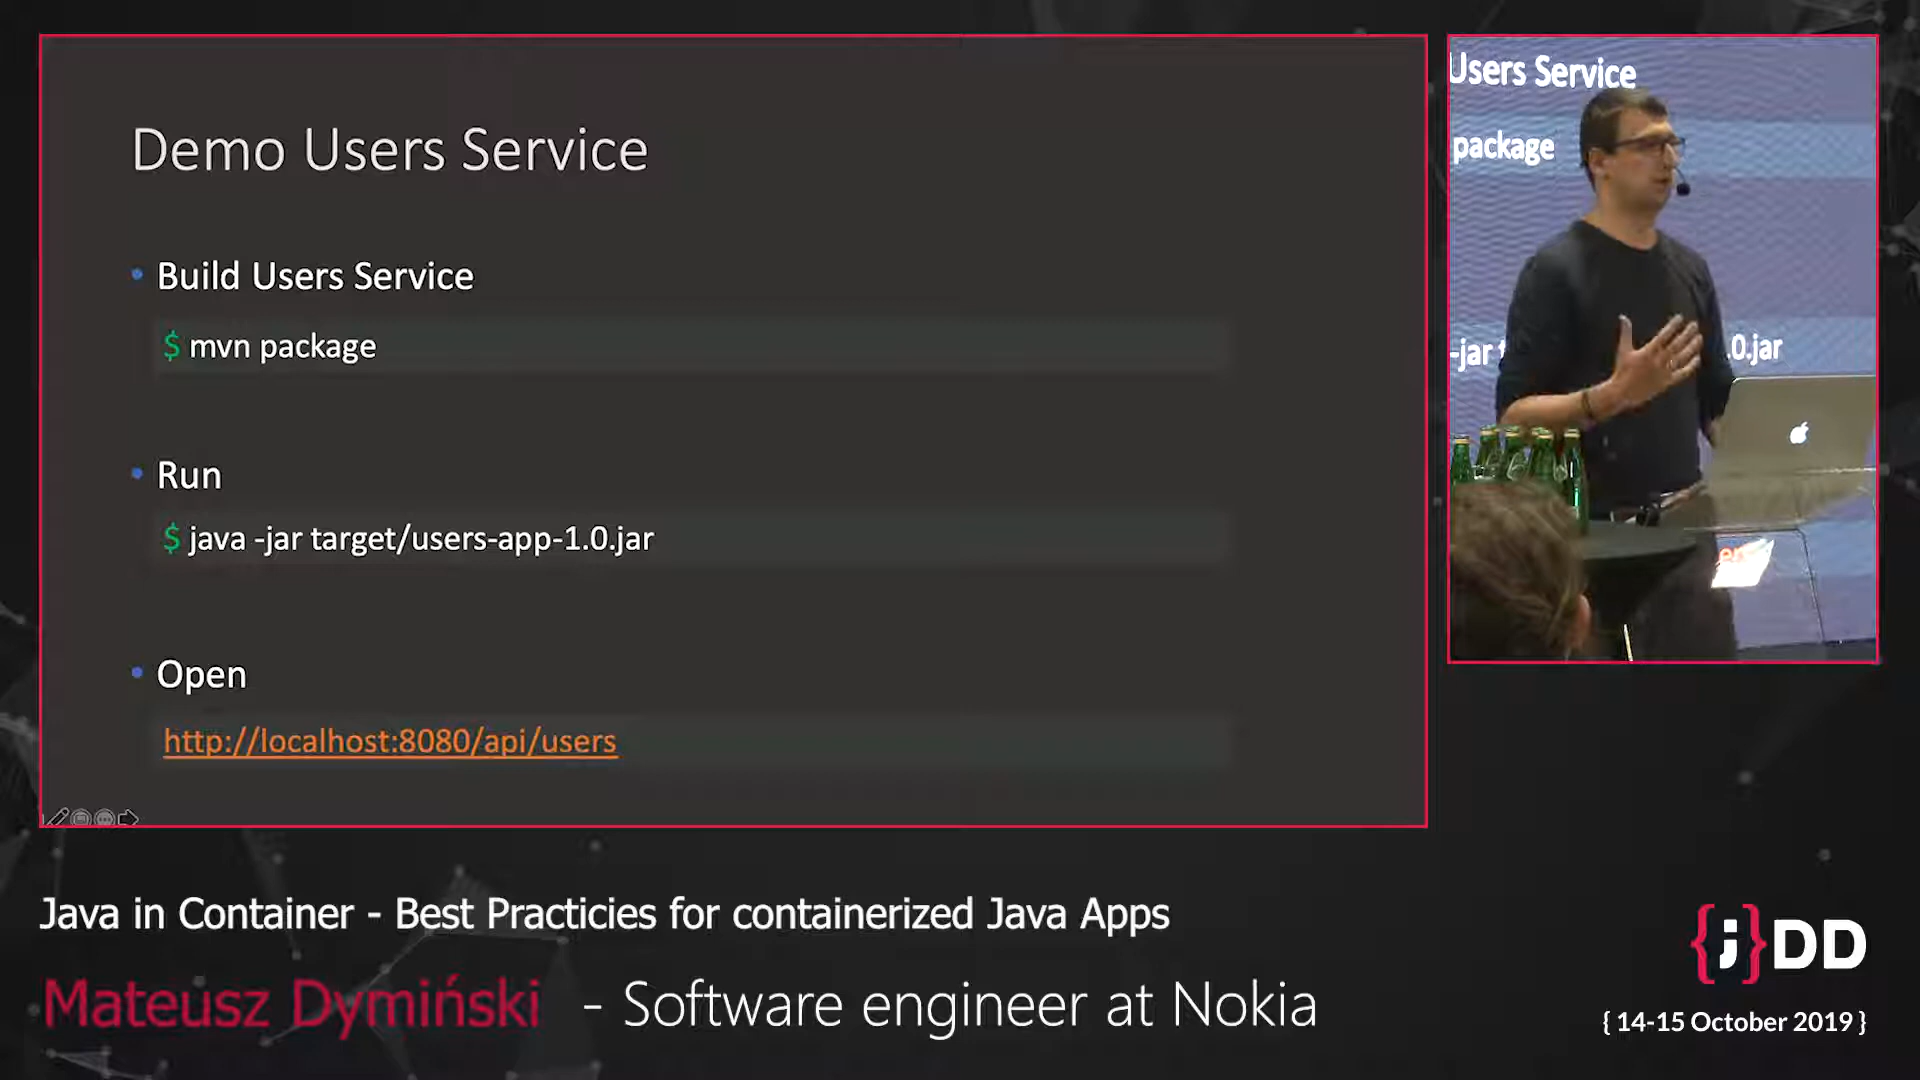 Demo Users Service
• Build Users Service
$ mvn package
• Run
$ java -jar target/users-app-1.0.jar
• Open
http://localhost:8080/api/users
Users Service
package
-jar
.0.jar
Java in Container - Best Practicies for containerized Java Apps
Mateusz Dymiński - Software engineer at Nokia
{;}DD
{ 14-15 October 2019 }